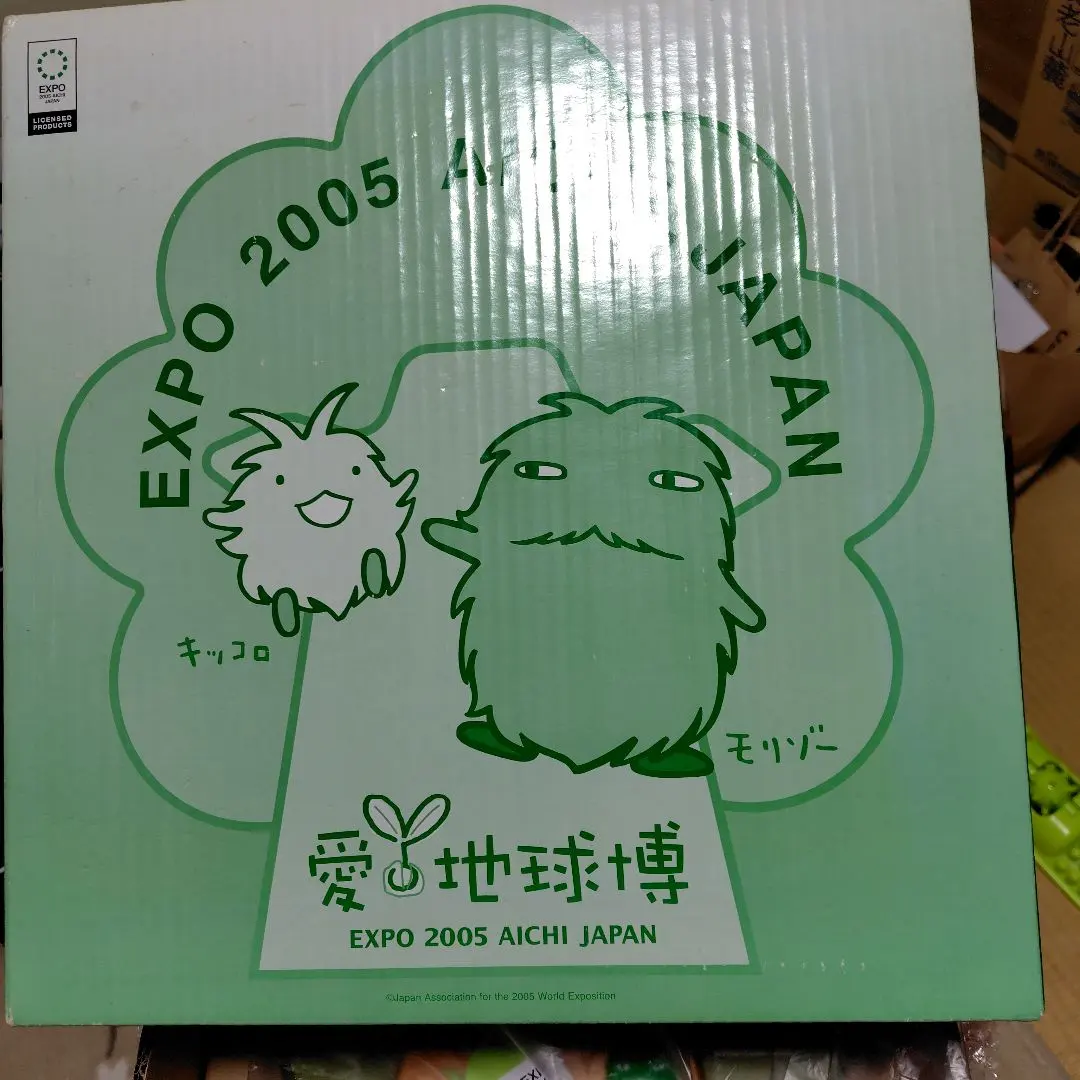 EXPO
2005 AICHI
JAPAN
LICENSED
PRODUCTS
EXPO 2005 JAPAN
キッコロ
モリゾー
愛・地球博
EXPO 2005 AICHI JAPAN
©Japan Association for the 2005 World Exposition